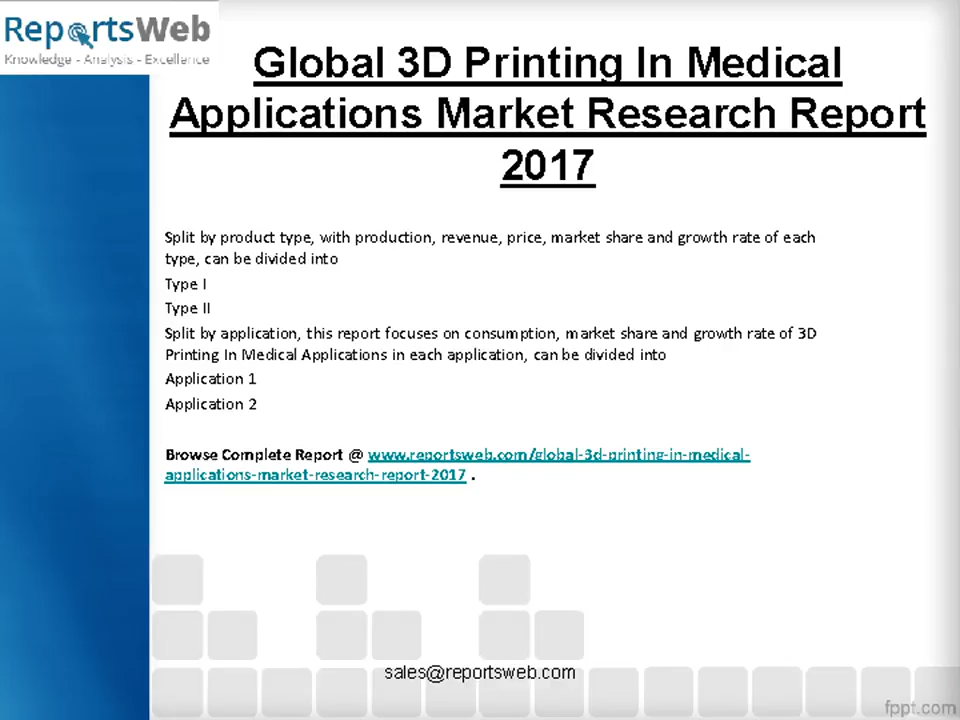 ReportsWeb
Knowledge - Analysis - Excellence
Global 3D Printing In Medical
Applications Market Research Report
2017
Split by product type, with production, revenue, price, market share and growth rate of each
type, can be divided into
Type I
Type II
Split by application, this report focuses on consumption, market share and growth rate of 3D
Printing In Medical Applications in each application, can be divided into
Application 1
Application 2
Browse Complete Report @ www.reportsweb.com/global-3d-printing-in-medical-
applications-market-research-report-2017 .
sales@reportsweb.com
fppt.com